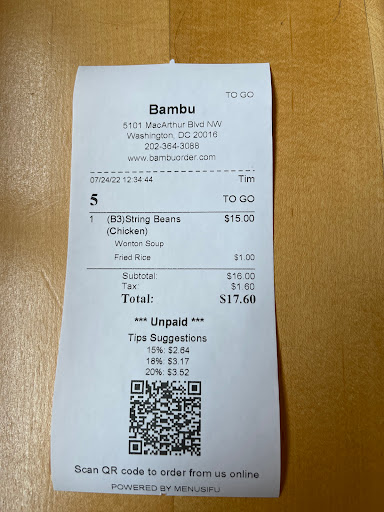 TO GO
Bambu
5101 MacArthur Blvd NW
Washington, DC 20016
202-364-3088
www.bambuorder.com
07/24/22 12:34:44 Tim
5 TO GO
1 (B3)String Beans $15.00
(Chicken)
Wonton Soup
Fried Rice $1.00
Subtotal: $16.00
Tax: $1.60
Total: $17.60
*** Unpaid ***
Tips Suggestions
15%: $2.64
18%: $3.17
20%: $3.52
Scan QR code to order from us online
POWERED BY MENUSIFU